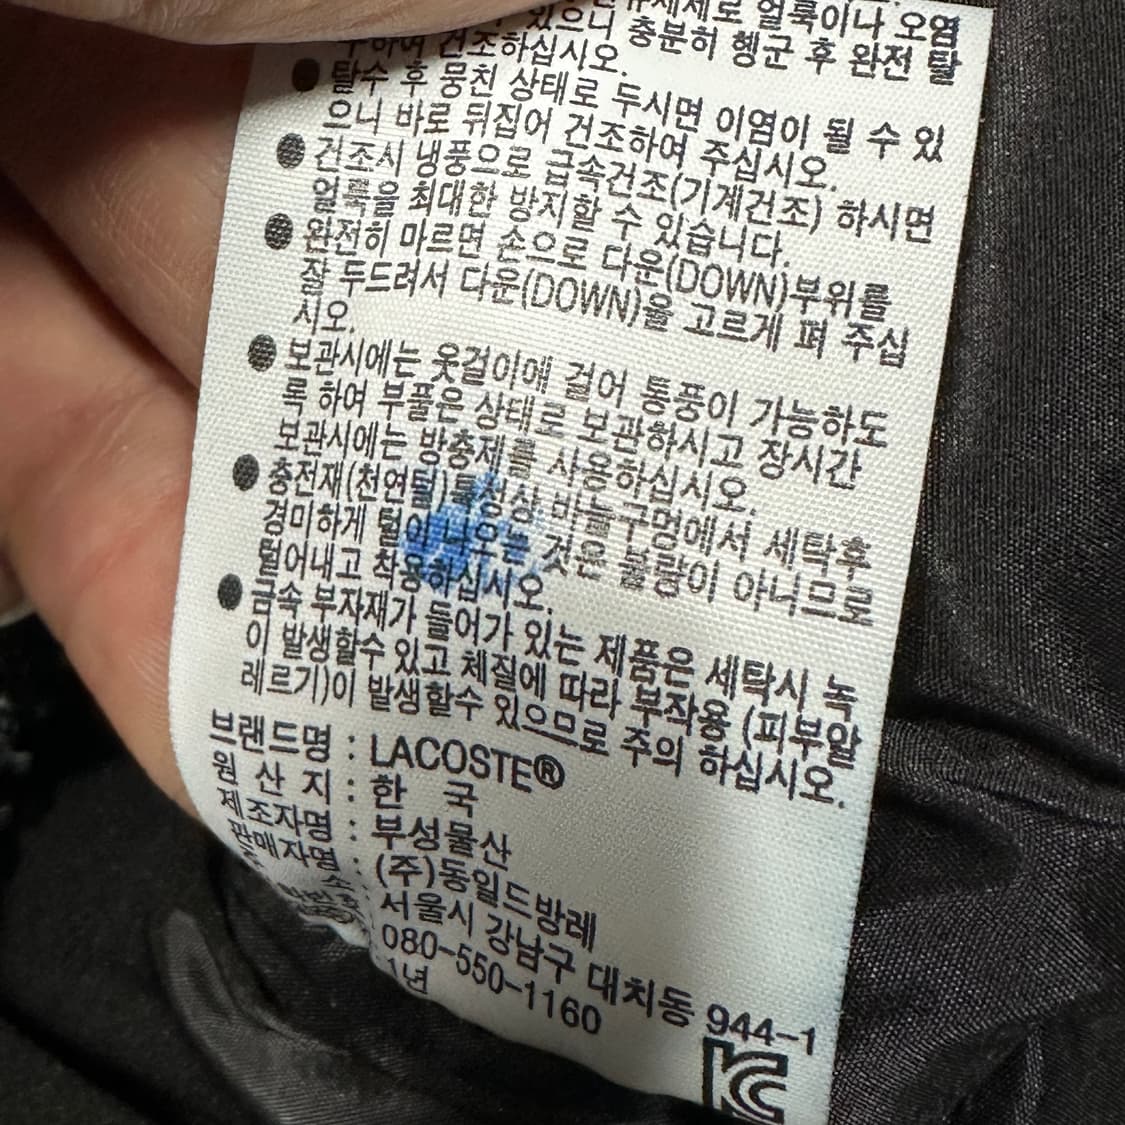 얼룩이나 오염
있으니 충분히 헹군 후 완전 탈
하여 건조하십시오.
● 탈수 후 뭉친 상태로 두시면 이염이 될 수 있
으니 바로 뒤집어 건조하여 주십시오.
● 건조시 냉풍으로 급속건조(기계건조) 하시면
얼룩을 최대한 방지할 수 있습니다.
● 완전히 마르면 손으로 다운(DOWN)부위를
잘 두드려서 다운(DOWN)을 고르게 펴 주십
시오.
● 보관시에는 옷걸이에 걸어 통풍이 가능하도
록 하여 부풀은 상태로 보관하시고 장시간
보관시에는 방충제를 사용하십시오.
● 충전재(천연털)특성상 바늘구멍에서 세탁후
경미하게 털이 나오는 것은 불량이 아니므로
털어내고 착용하십시오.
● 금속 부자재가 들어가 있는 제품은 세탁시 녹
이 발생할수 있고 체질에 따라 부작용 (피부알
레르기)이 발생할수 있으므로 주의 하십시오.
브랜드명 : LACOSTE®
원 산 지 : 한 국
제조자명 : 부성물산
판매자명 : (주)동일드방레
소 : 서울시 강남구 대치동 944-1
: 080-550-1160
: 1년
KC